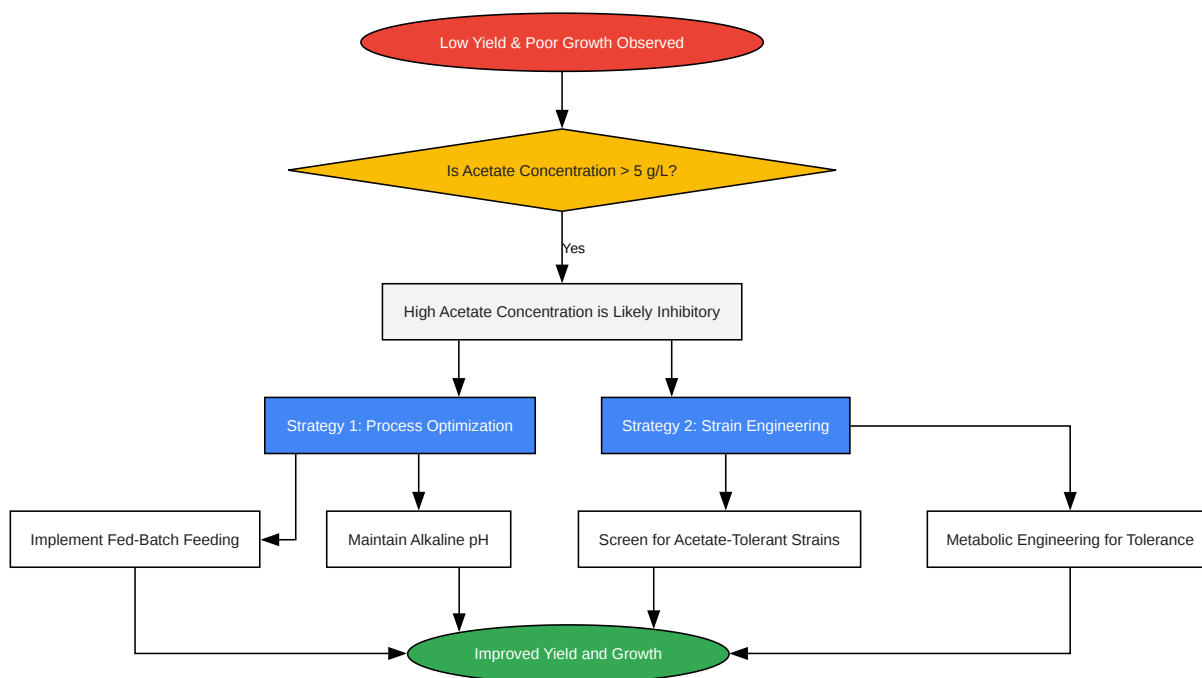 Low Yield & Poor Growth Observed
Is Acetate Concentration > 5 g/L?
Yes
High Acetate Concentration is Likely Inhibitory
Strategy 1: Process Optimization
Strategy 2: Strain Engineering
Implement Fed-Batch Feeding
Maintain Alkaline pH
Screen for Acetate-Tolerant Strains
Metabolic Engineering for Tolerance
Improved Yield and Growth